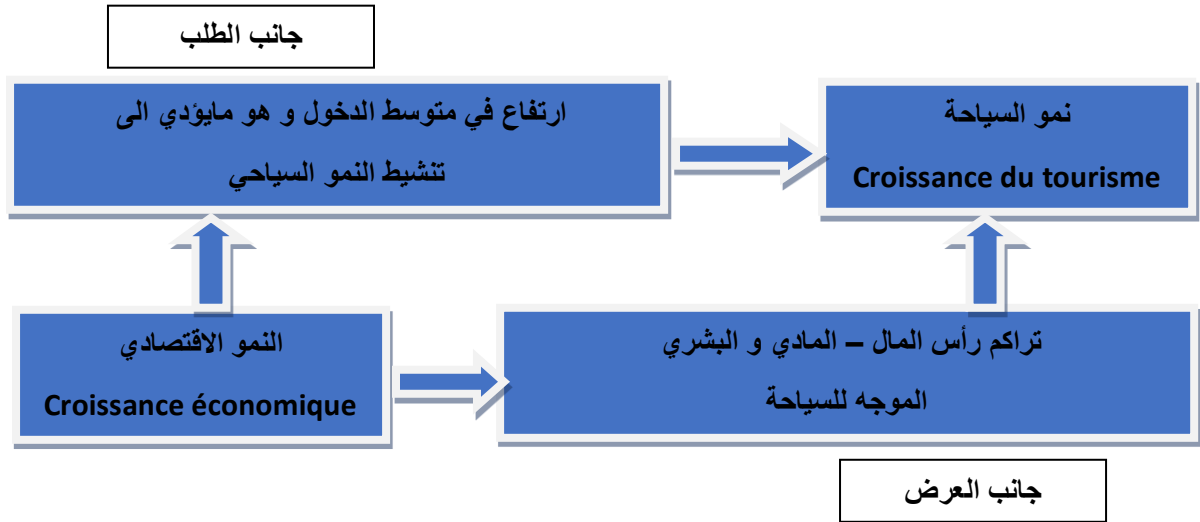 جانب الطلب
ارتفاع في متوسط الدخول و هو مايؤدي الى
تنشيط النمو السياحي
نمو السياحة
Croissance du tourisme
النمو الاقتصادي
Croissance économique
تراكم رأس المال – المادي و البشري
الموجه للسياحة
جانب العرض